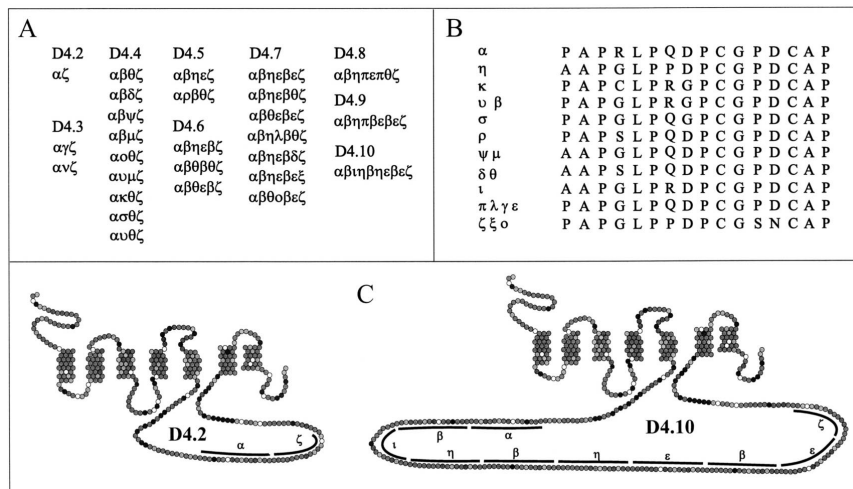 A
D4.2 D4.4 D4.5 D4.7 D4.8
αζ αβθζ αβηεζ αβηεβεζ αβηπεπθζ
αβδζ αρβθζ αβηεβθζ
αβψζ αβθεβεζ D4.9
D4.3 αβμζ D4.6 αβηλβθζ αβηπβεβεζ
αγζ αοθζ αβηεβζ αβηεβδζ
ανζ αυμζ αβθβθζ αβηεβεξ D4.10
ακθζ αβθεβζ αβθοβεζ αβιηβηεβεζ
ασθζ
αυθζ
B
α P A P R L P Q D P C G P D C A P
η A A P G L P P D P C G P D C A P
κ P A P C L P R G P C G P D C A P
υ β P A P G L P R G P C G P D C A P
σ P A P G L P Q G P C G P D C A P
ρ P A P S L P Q D P C G P D C A P
ψ μ A A P G L P Q D P C G P D C A P
δ θ A A P S L P Q D P C G P D C A P
ι A A P G L P R D P C G P D C A P
π λ γ ε P A P G L P Q D P C G P D C A P
ζ ξ ο P A P G L P P D P C G S N C A P
C
D4.2
α ζ
D4.10
ι β α ζ
η β η ε β ε